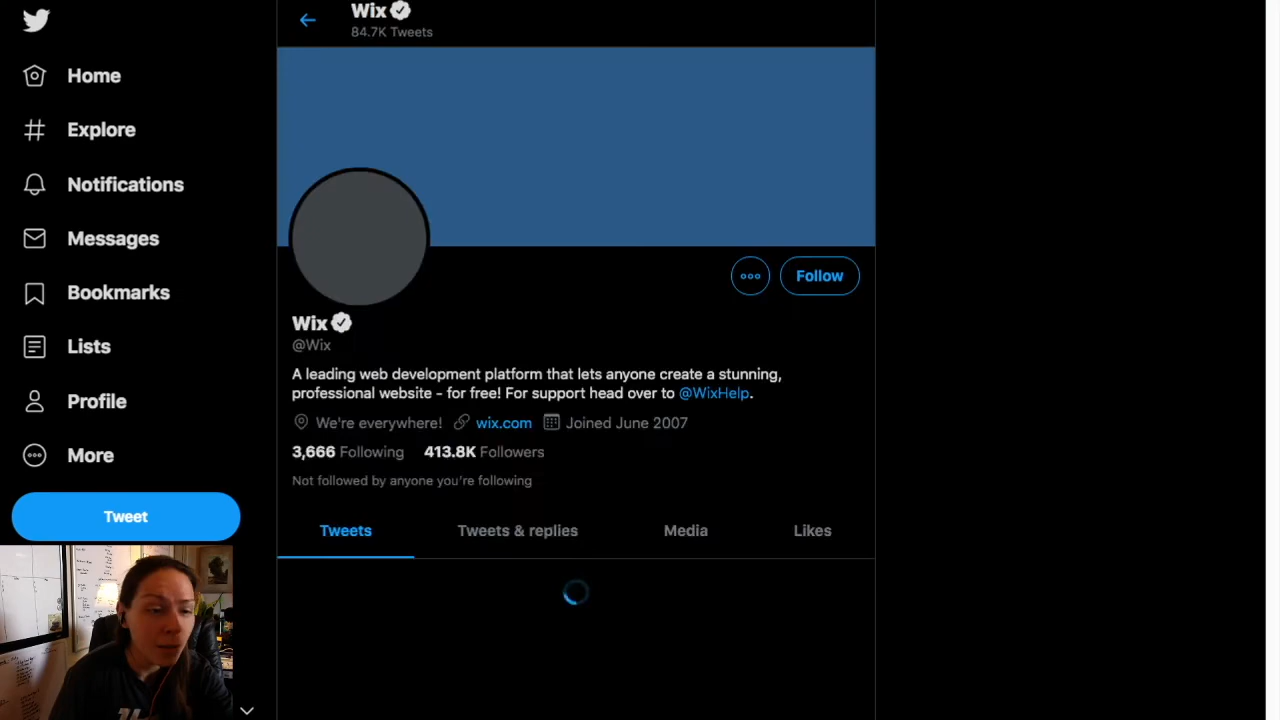 Home
Explore
Notifications
Messages
Bookmarks
Lists
Profile
More
Tweet
Wix
84.7K Tweets
Follow
Wix
@Wix
A leading web development platform that lets anyone create a stunning,
professional website - for free! For support head over to @WixHelp.
We're everywhere! wix.com Joined June 2007
3,666 Following 413.8K Followers
Not followed by anyone you're following
Tweets Tweets & replies Media Likes